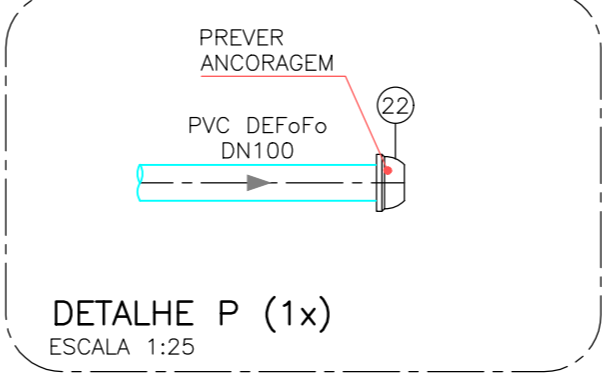 PREVER
ANCORAGEM
22
PVC DEFoFo
DN100
DETALHE P (1x)
ESCALA 1:25